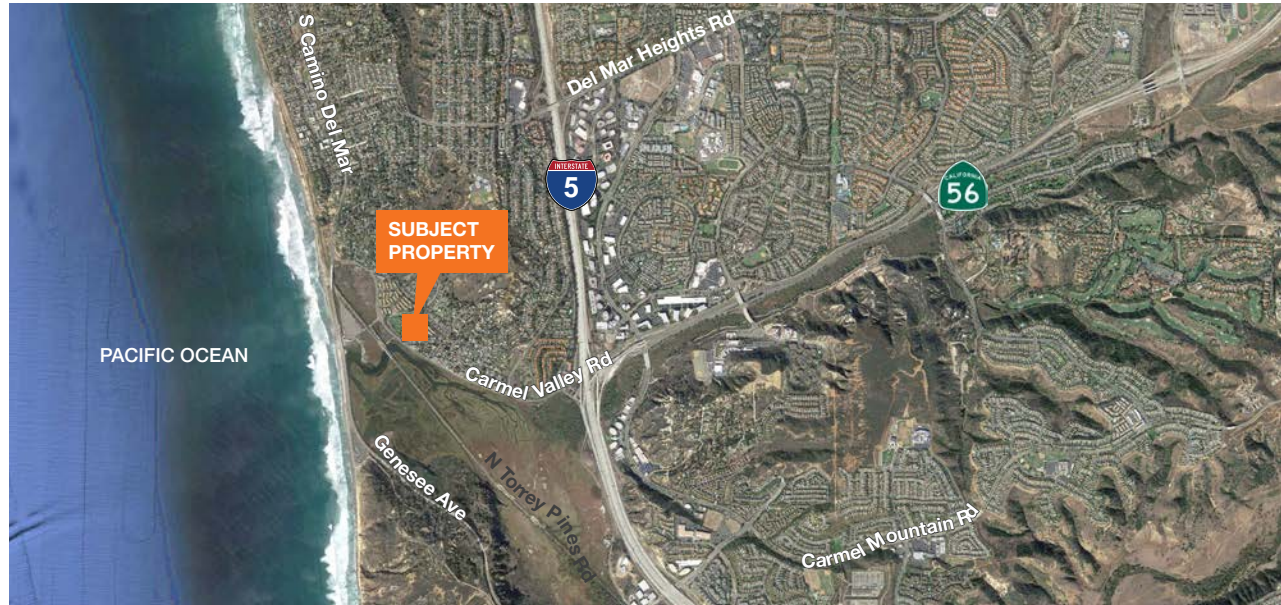 S Camino Del Mar
Del Mar Heights Rd
INTERSTATE
5
CALIFORNIA
56
SUBJECT
PROPERTY
PACIFIC OCEAN
Carmel Valley Rd
Genesee Ave
N Torrey Pines Rd
Carmel Mountain Rd